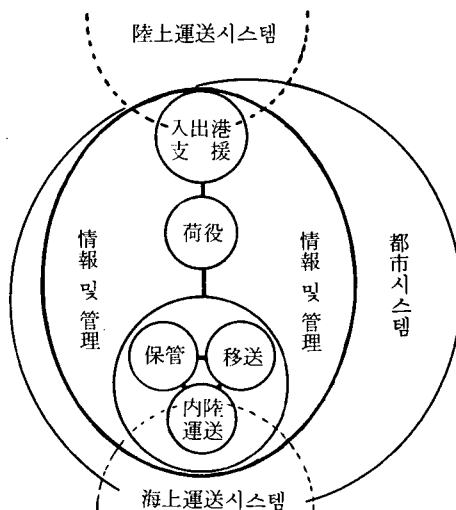 陸上運送시스템
入出港
支援
荷役
情報 및 管理
情報 및 管理
都市시스템
保管
移送
内陸
運送
海上運送시스템